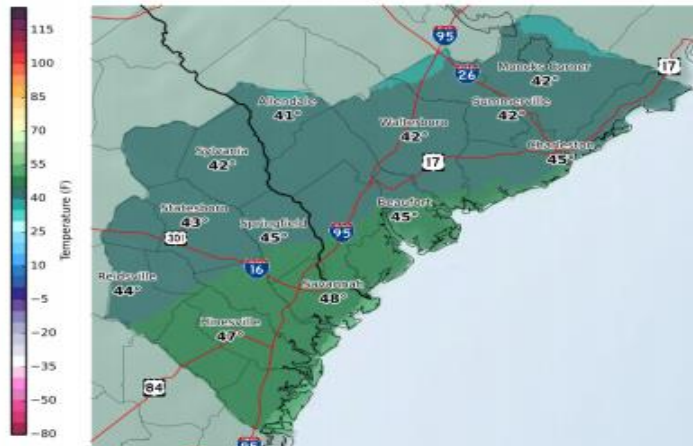 Temperature (F)
115
100
85
70
55
40
25
10
−5
−20
−35
−50
−65
−80
95
26
17
Moncks Corner
42°
Allendale
41°
Walterboro
42°
Summerville
42°
Charleston
45°
Sylvania
42°
17
Statesboro
43°
Springfield
45°
Beaufort
45°
301
95
16
Reidsville
44°
Savannah
48°
Hinesville
47°
84
95